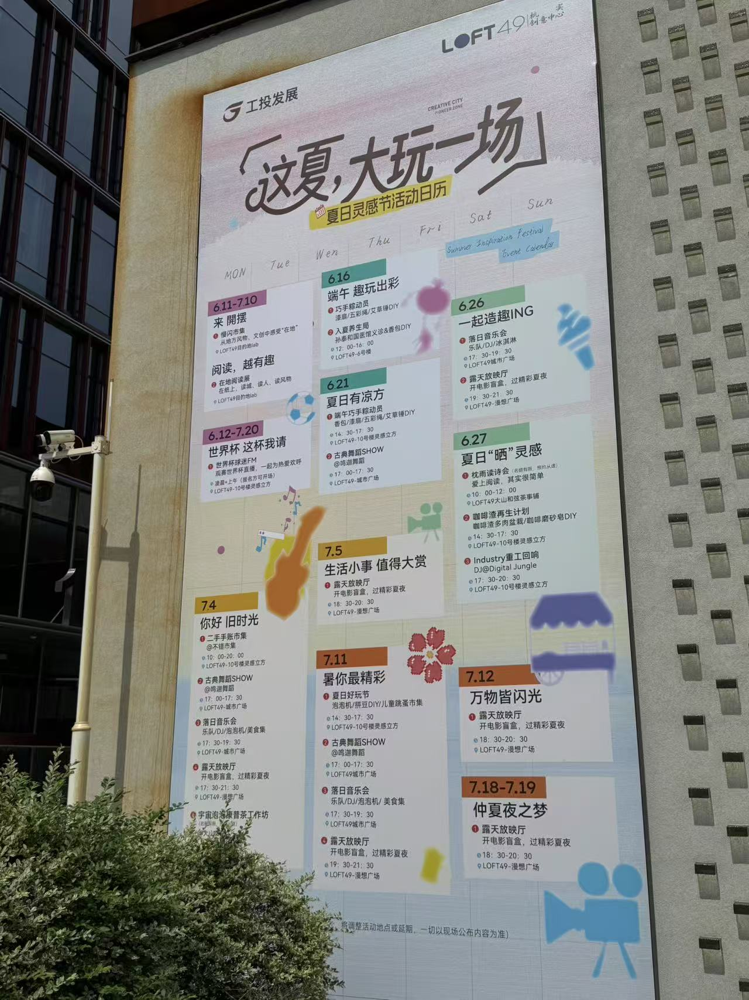 LOFT49 杭实创意中心
工投发展
CREATIVE CITY
PIONEER ZONE
「这夏，大玩一场」
夏日灵感节活动日历
Summer Inspiration Festival
Event Calendar
MON Tue Wen Thu Fri Sat Sun
6.11-7.10
来 開摆
1 慢闪市集
从地方风物、文创中感受“在地”
LOFT49目的地lab
阅读，越有趣
2 在地阅读展
在纸上，读城、读人、读风物
LOFT49目的地lab
6.12-7.20
世界杯 这杯我请
1 世界杯球迷FM
观赛世界杯直播，一起为热爱欢呼
凌晨+上午（报名方可开场）
LOFT49-10号楼灵感立方
7.4
你好 旧时光
1 二手手账市集
@不错市集
10：00-20：00
LOFT49-10号楼灵感立方
2 古典舞蹈SHOW
@鸣迦舞蹈
17：00-17：30
LOFT49-城市广场
3 落日音乐会
乐队/DJ/泡泡机/美食集
17：30-19：30
LOFT49-城市广场
4 露天放映厅
开电影盲盒，过精彩夏夜
17：30-21：30
LOFT49-漫想广场
宇宙泡泡康普茶工作坊
6.16
端午 趣玩出彩
1 巧手粽动员
漆扇/五彩绳/艾草锤DIY
2 入夏养生局
孙泰和国医馆义诊&香包DIY
12：00-16：00
LOFT49-6号楼
6.21
夏日有凉方
1 端午巧手粽动员
香包/漆扇/五彩绳/艾草锤DIY
14：30-17：30
LOFT49-10号楼灵感立方
2 古典舞蹈SHOW
@鸣迦舞蹈
17：00-17：30
LOFT49-城市广场
7.5
生活小事 值得大赏
1 露天放映厅
开电影盲盒，过精彩夏夜
18：30-20：30
LOFT49-漫想广场
7.11
暑你最精彩
1 夏日好玩节
泡泡机/拼豆DIY/儿童跳蚤市集
14：30-17：30
LOFT49-10号楼灵感立方
2 古典舞蹈SHOW
@鸣迦舞蹈
17：00-17：30
LOFT49-城市广场
3 落日音乐会
乐队/DJ/泡泡机/ 美食集
17：30-19：30
LOFT49城市广场
4 露天放映厅
开电影盲盒，过精彩夏夜
19：30-21：30
LOFT49-漫想广场
6.26
一起造趣ING
1 落日音乐会
乐队/DJ/冰淇淋
17：30-19：30
LOFT49城市广场
2 露天放映厅
开电影盲盒，过精彩夏夜
19：30-21：30
LOFT49-漫想广场
6.27
夏日“晒”灵感
1 枕雨读诗会（名额有限，预约从速）
爱上阅读，其实很简单
10：00-12：00
LOFT49大山和弦茶事铺
2 咖啡渣再生计划
咖啡渣多肉盆栽/咖啡磨砂皂DIY
14：30-17：30
LOFT49-10号楼灵感立方
3 Industry重工回响
DJ@Digital Jungle
17：30-20：30
LOFT49-10号楼灵感立方
7.12
万物皆闪光
1 露天放映厅
开电影盲盒，过精彩夏夜
18：30-20：30
LOFT49-漫想广场
7.18-7.19
仲夏夜之梦
1 露天放映厅
开电影盲盒，过精彩夏夜
18：30-20：30
LOFT49-漫想广场
将调整活动地点或延期，一切以现场公布内容为准）